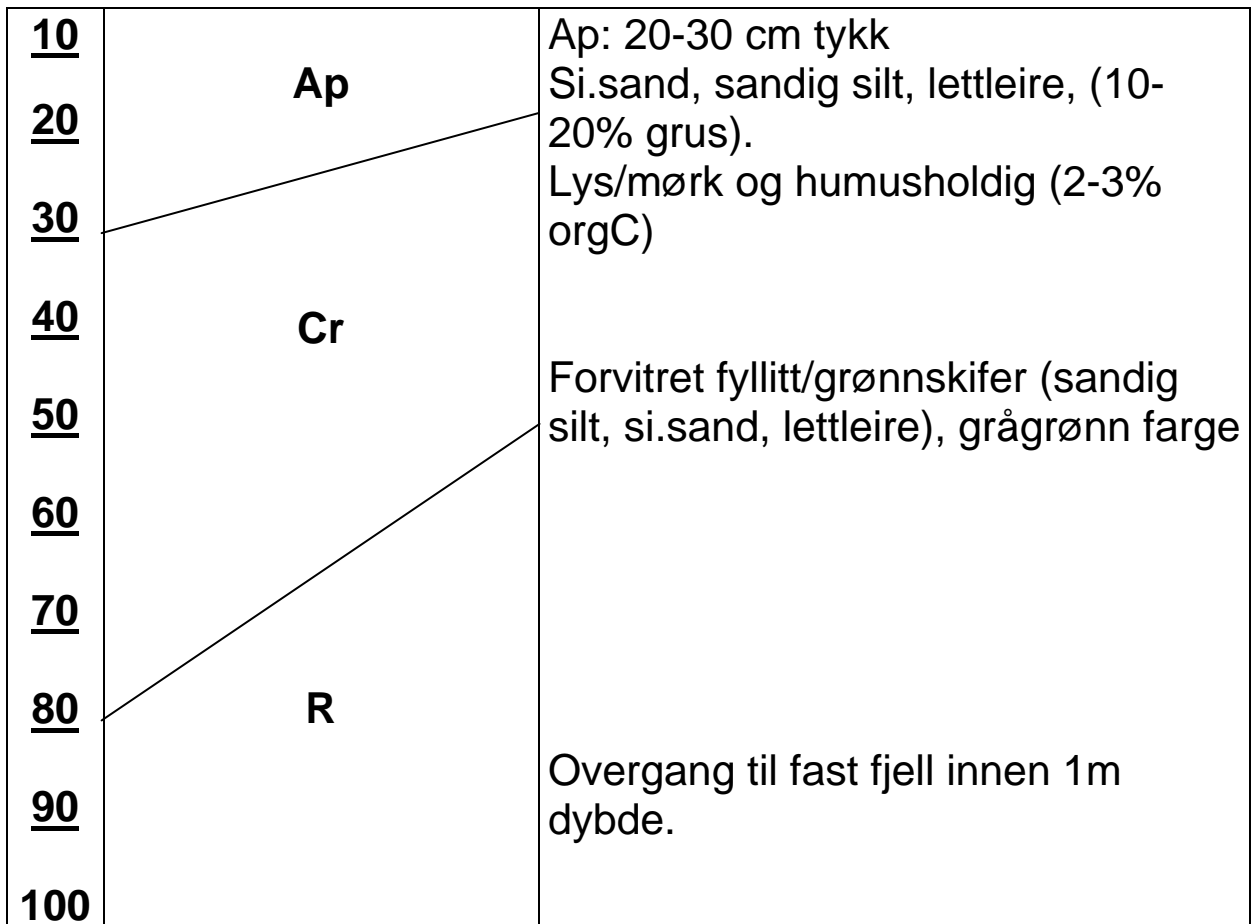 10
20
30
40
50
60
70
80
90
100
Ap
Cr
R
Ap: 20-30 cm tykk
Si.sand, sandig silt, lettleire, (10-
20% grus).
Lys/mørk og humusholdig (2-3%
orgC)
Forvitret fyllitt/grønnskifer (sandig
silt, si.sand, lettleire), grågrønn farge
Overgang til fast fjell innen 1m
dybde.